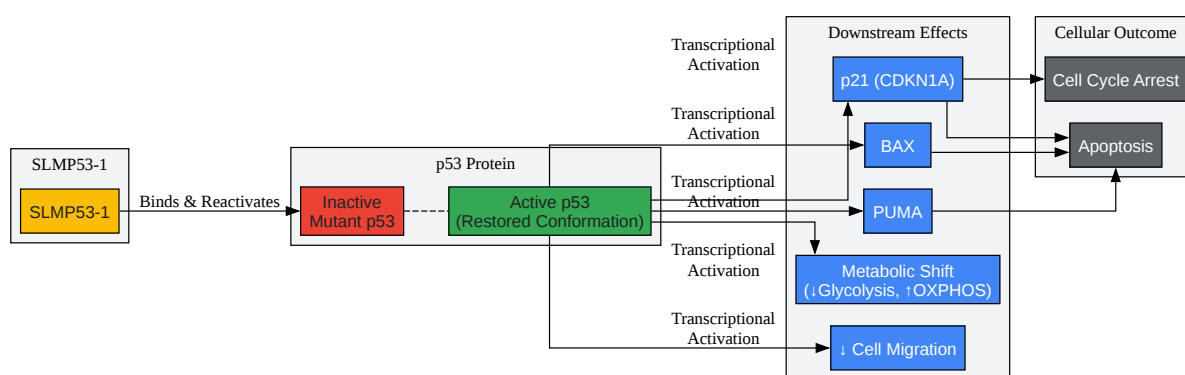 SLMP53-1
SLMP53-1
Binds & Reactivates
p53 Protein
Inactive
Mutant p53
Active p53
(Restored Conformation)
Transcriptional
Activation
Transcriptional
Activation
Transcriptional
Activation
Transcriptional
Activation
Transcriptional
Activation
Downstream Effects
p21 (CDKN1A)
BAX
PUMA
Metabolic Shift
(↓Glycolysis, ↑OXPHOS)
↓ Cell Migration
Cellular Outcome
Cell Cycle Arrest
Apoptosis